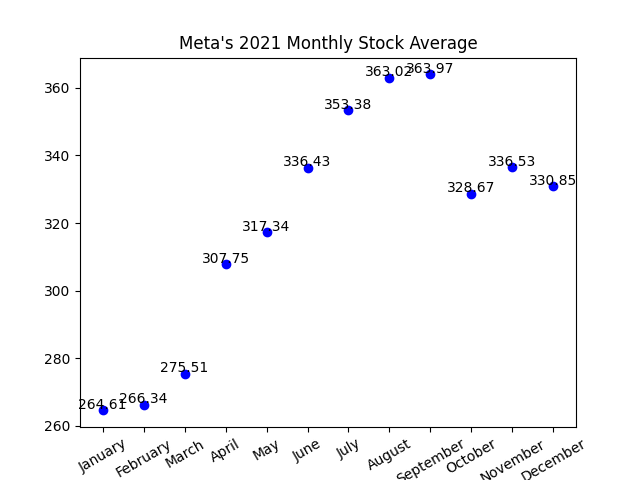 Meta's 2021 Monthly Stock Average
360
340
320
300
280
260
264.61
266.34
275.51
307.75
317.34
336.43
353.38
363.02
363.97
328.67
336.53
330.85
January
February
March
April
May
June
July
August
September
October
November
December